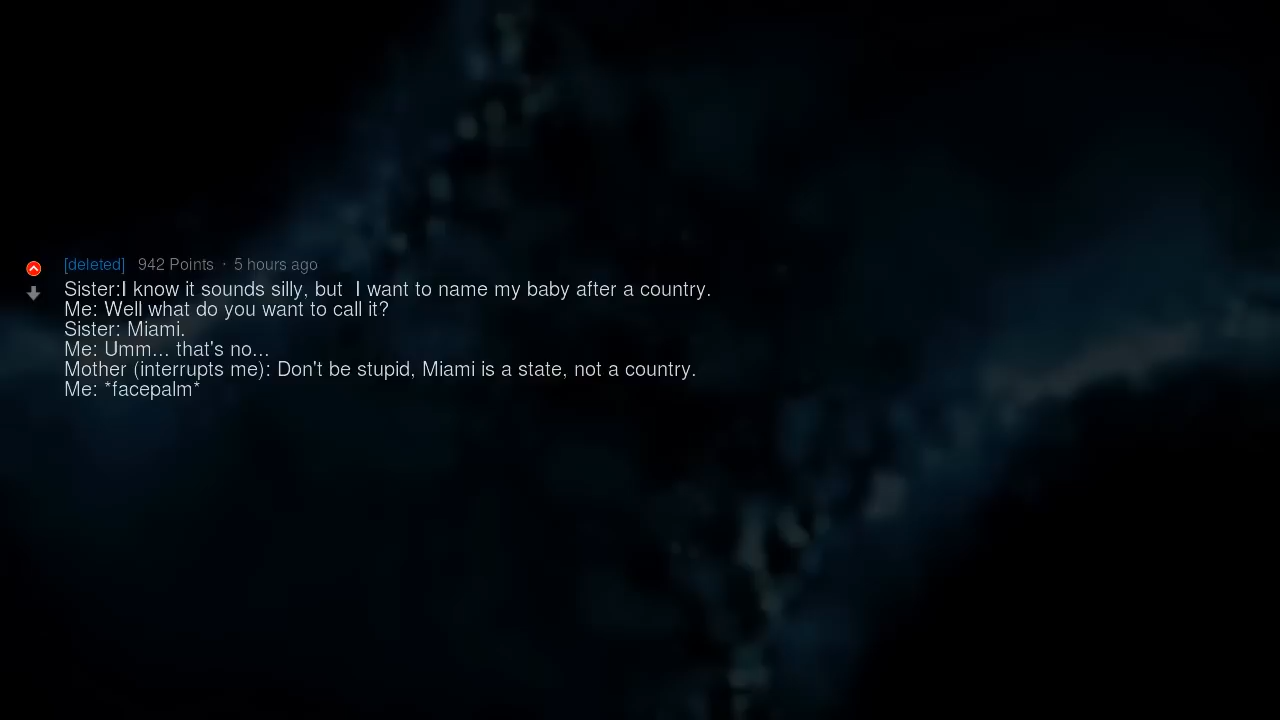 [deleted] 942 Points · 5 hours ago
Sister:I know it sounds silly, but  I want to name my baby after a country.
Me: Well what do you want to call it?
Sister: Miami.
Me: Umm... that's no...
Mother (interrupts me): Don't be stupid, Miami is a state, not a country.
Me: *facepalm*